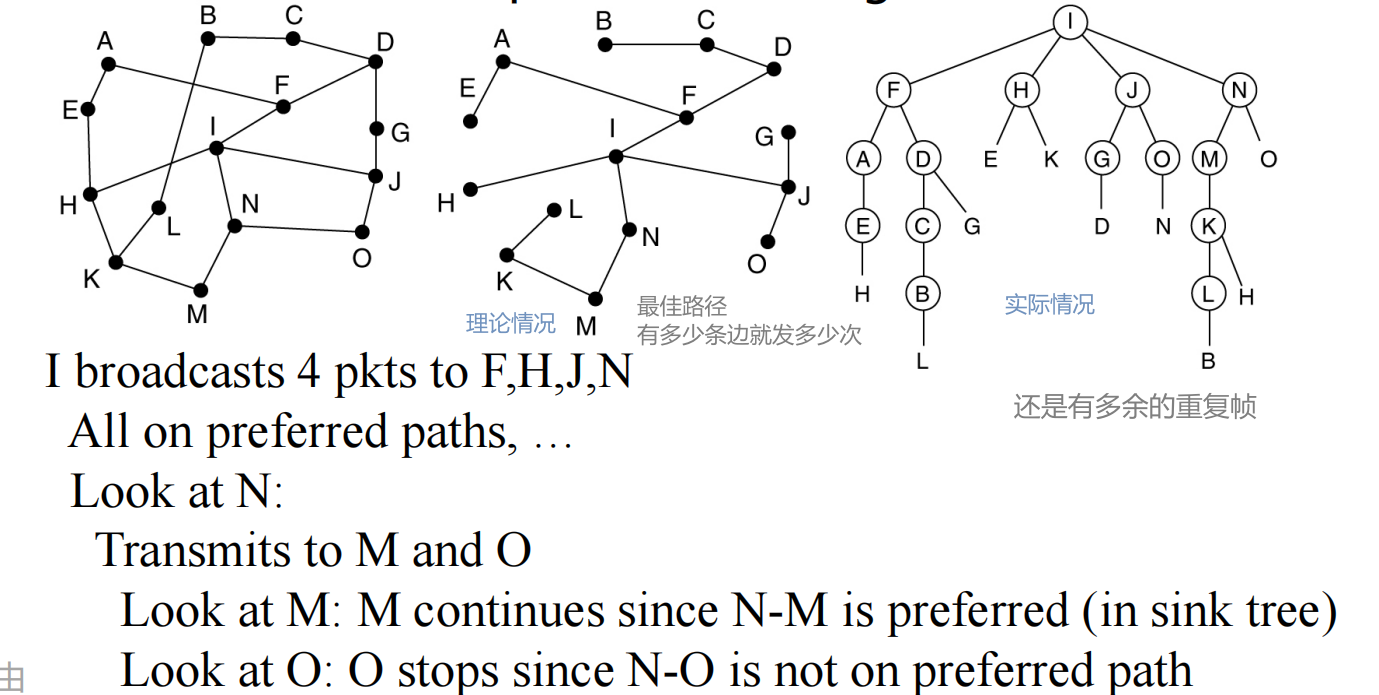 B C B C I
A D A D
F E F F H J N
E I G I G A D E K G O M O
H N J H J E C G D N K
L L N
K O K O H B L H
M 理论情况 M 最佳路径 实际情况
有多少条边就发多少次
L B
I broadcasts 4 pkts to F,H,J,N
还是有多余的重复帧
All on preferred paths, …
Look at N:
Transmits to M and O
Look at M: M continues since N-M is preferred (in sink tree)
由 Look at O: O stops since N-O is not on preferred path